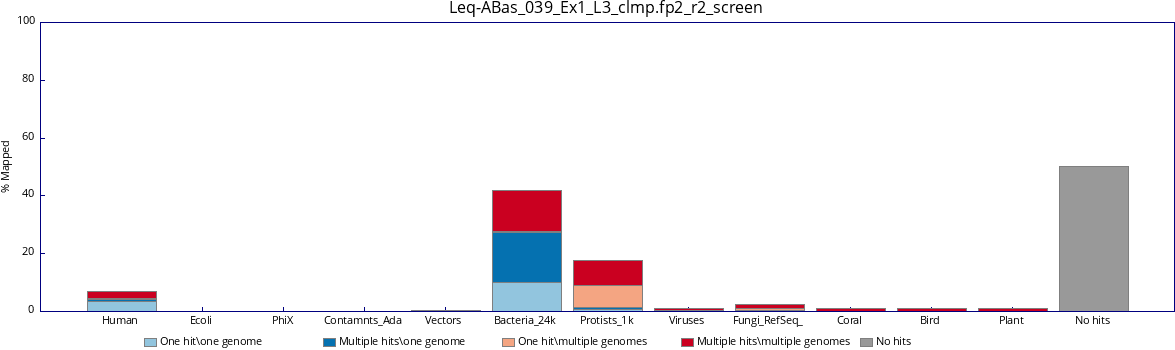 Leq-ABas_039_Ex1_L3_clmp.fp2_r2_screen
100
80
60
40
20
0
% Mapped
Human Ecoli PhiX Contamnts_Ada Vectors Bacteria_24k Protists_1k Viruses Fungi_RefSeq_ Coral Bird Plant No hits
One hit\one genome Multiple hits\one genome One hit\multiple genomes Multiple hits\multiple genomes No hits